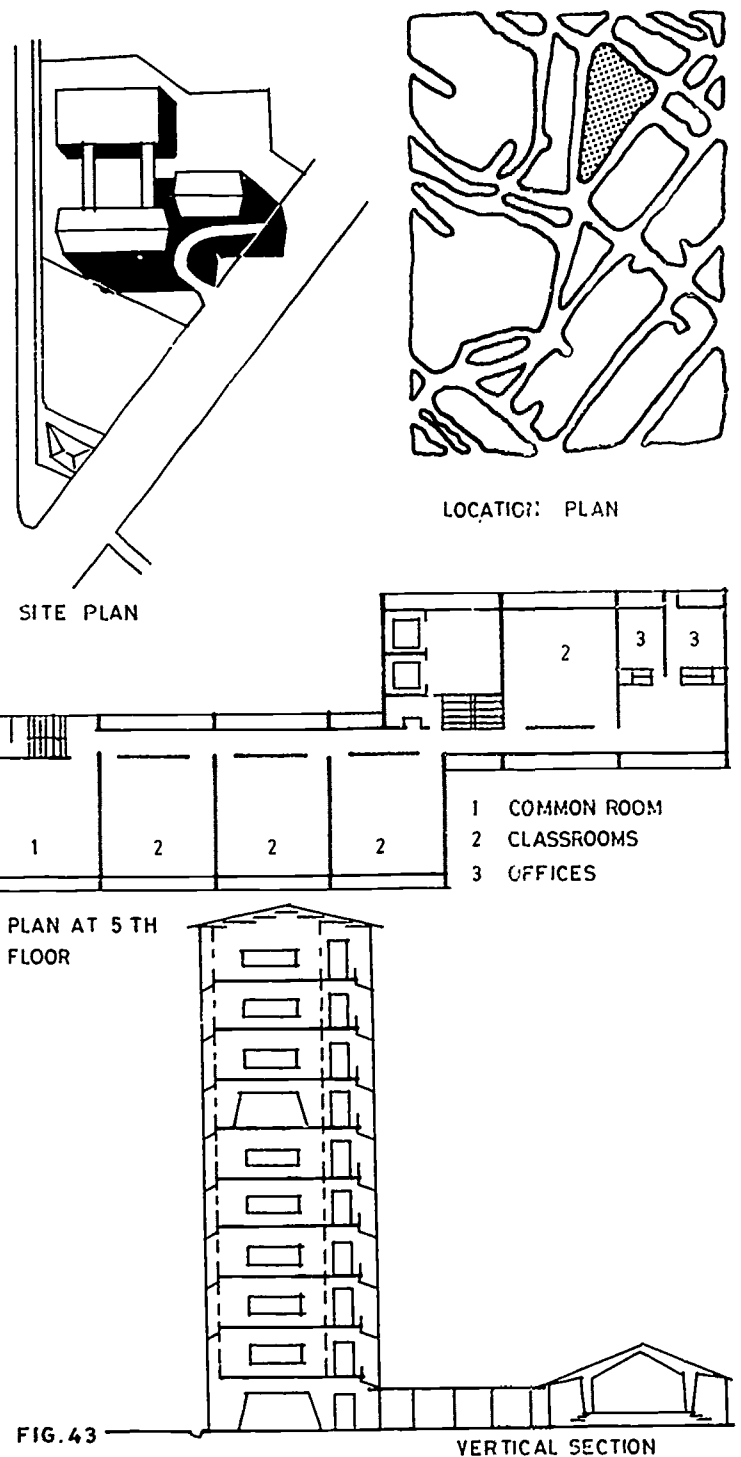 LOCATION PLAN
SITE PLAN
2
3
3
1
2
2
2
1 COMMON ROOM
2 CLASSROOMS
3 OFFICES
PLAN AT 5 TH
FLOOR
FIG.43
VERTICAL SECTION